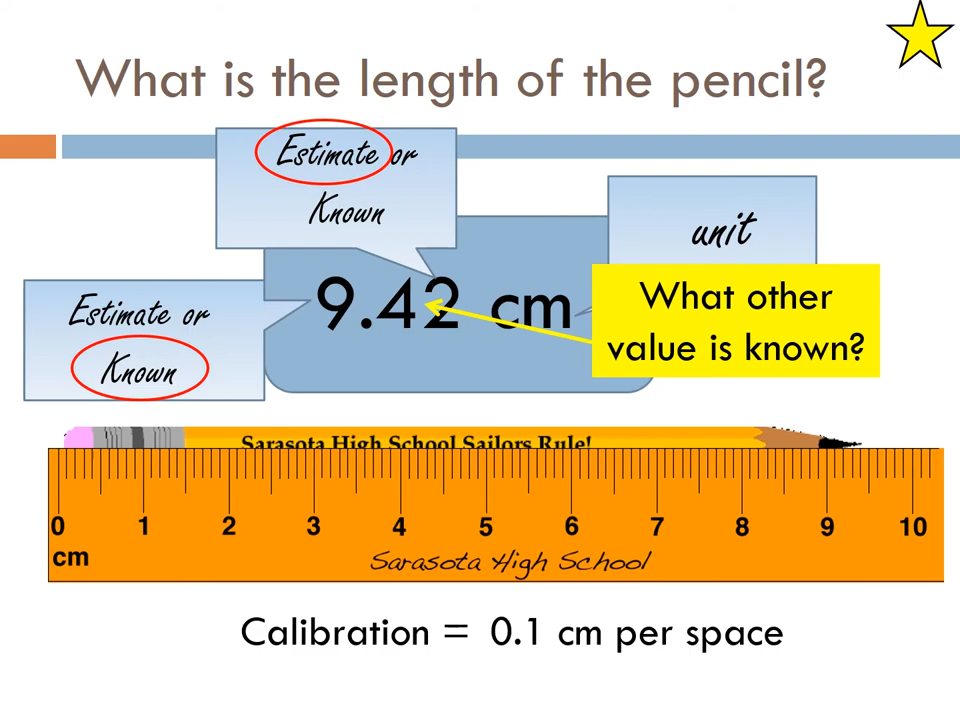 What is the length of the pencil?
Estimate or
Known
unit
Estimate or
Known
9.42 cm
What other
value is known?
Sarasota High School Sailors Rule!
0 1 2 3 4 5 6 7 8 9 10
cm
Sarasota High School
Calibration = 0.1 cm per space